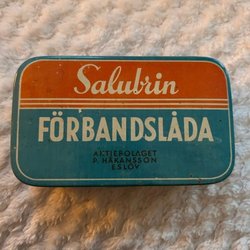 Salubrin
FÖRBANDSLÅDA
AKTIEBOLAGET
P. HÅKANSSON
ESLÖV